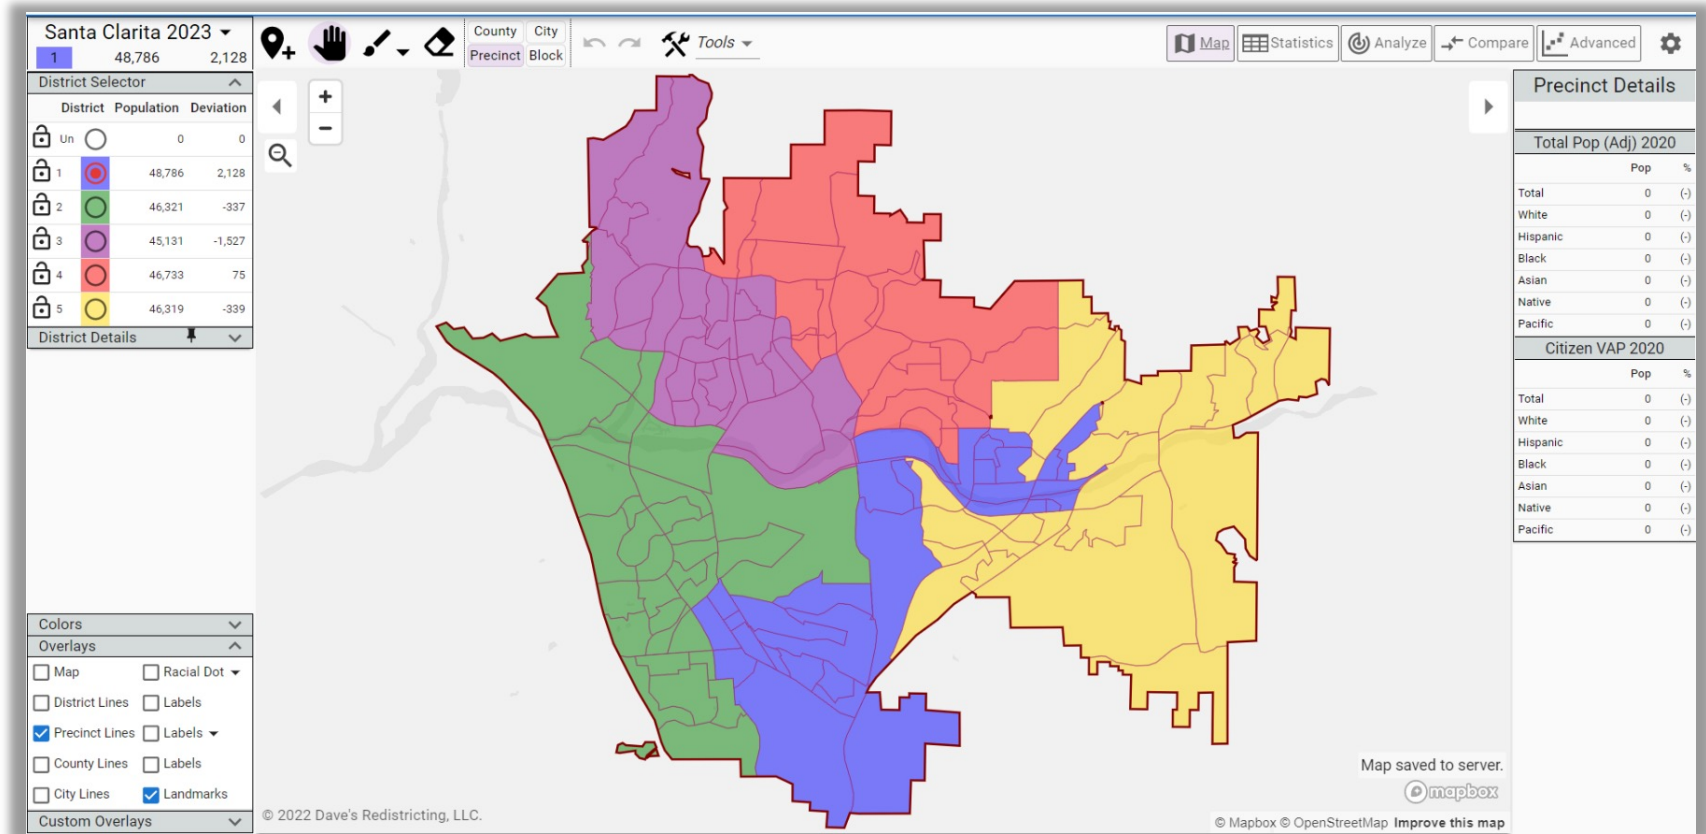 Santa Clarita 2023
1 48,786 2,128
District Selector
District Population Deviation
Un 0 0
1 48,786 2,128
2 46,321 -337
3 45,131 -1,527
4 46,733 75
5 46,319 -339
District Details
Colors
Overlays
Map Racial Dot
District Lines Labels
Precinct Lines Labels
County Lines Labels
City Lines Landmarks
Custom Overlays
County City
Precinct Block
Tools
Map Statistics Analyze Compare Advanced
+
−
© 2022 Dave's Redistricting, LLC.
Map saved to server.
mapbox
© Mapbox © OpenStreetMap Improve this map
Precinct Details
Total Pop (Adj) 2020
Pop %
Total 0 (-)
White 0 (-)
Hispanic 0 (-)
Black 0 (-)
Asian 0 (-)
Native 0 (-)
Pacific 0 (-)
Citizen VAP 2020
Pop %
Total 0 (-)
White 0 (-)
Hispanic 0 (-)
Black 0 (-)
Asian 0 (-)
Native 0 (-)
Pacific 0 (-)